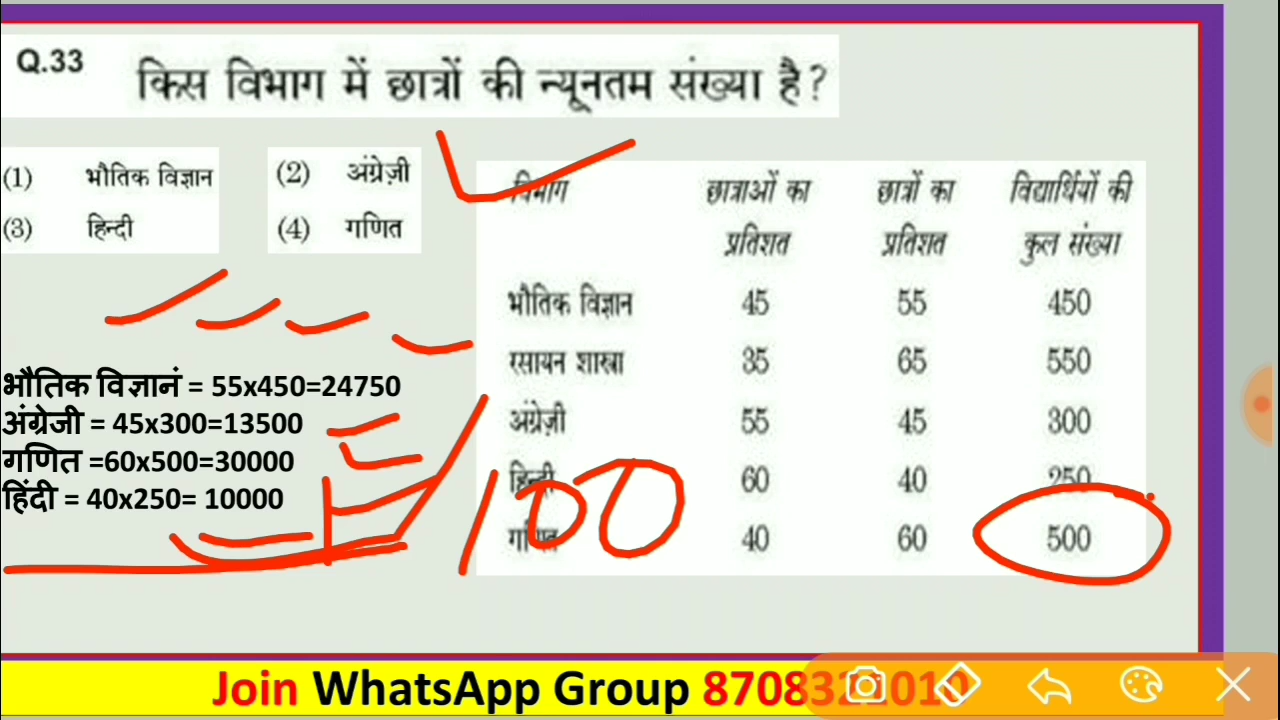 Q.33
किस विभाग में छात्रों की न्यूनतम संख्या है?
(1) भौतिक विज्ञान (2) अंग्रेज़ी
(3) हिन्दी (4) गणित
विभाग छात्राओं का प्रतिशत छात्रों का प्रतिशत विद्यार्थियों की कुल संख्या
भौतिक विज्ञान 45 55 450
रसायन शास्त्रा 35 65 550
अंग्रेज़ी 55 45 300
हिन्दी 60 40 250
गणित 40 60 500
भौतिक विज्ञानं = 55x450=24750
अंग्रेजी = 45x300=13500
गणित =60x500=30000
हिंदी = 40x250= 10000
100
Join WhatsApp Group